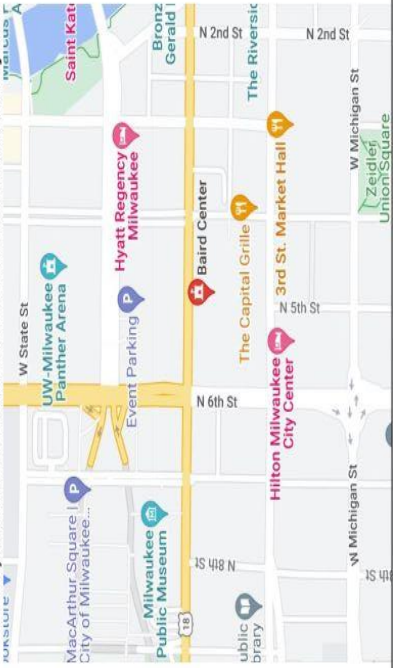 Saint Kate
Bronz
Gerald
N 2nd St
The Riversid
N 2nd St
W Michigan St
Hyatt Regency
Milwaukee
Baird Center
3rd St. Market Hall
Zeidler
Union Square
The Capital Grille
UW-Milwaukee
Panther Arena
W State St
Event Parking
N 5th St
Hilton Milwaukee
City Center
N 6th St
MacArthur Square |
City of Milwaukee...
Milwaukee
Public Museum
W Michigan St
N 8th St
18
ublic
brary
okstore